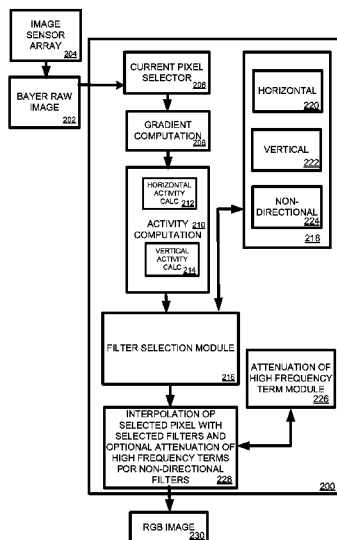 IMAGE
SENSOR
ARRAY
204
BAYER RAW
IMAGE 202
CURRENT PIXEL
SELECTOR
206
GRADIENT COMPUTATION
208
HORIZONTAL
ACTIVITY CALC
212
ACTIVITY 210
COMPUTATION
VERTICAL
ACTIVITY
CALC 214
HORIZONTAL
220
VERTICAL
222
NON-
DIRECTIONAL
224
218
FILTER SELECTION MODULE
216
ATTENUATION OF
HIGH FREQUENCY
TERM MODULE
226
INTERPOLATION OF
SELECTED PIXEL WITH
SELECTED FILTERS AND
OPTIONAL ATTENUATION OF
HIGH FREQUENCY TERMS
FOR NON-DIRECTIONAL
FILTERS
228
200
RGB IMAGE
230